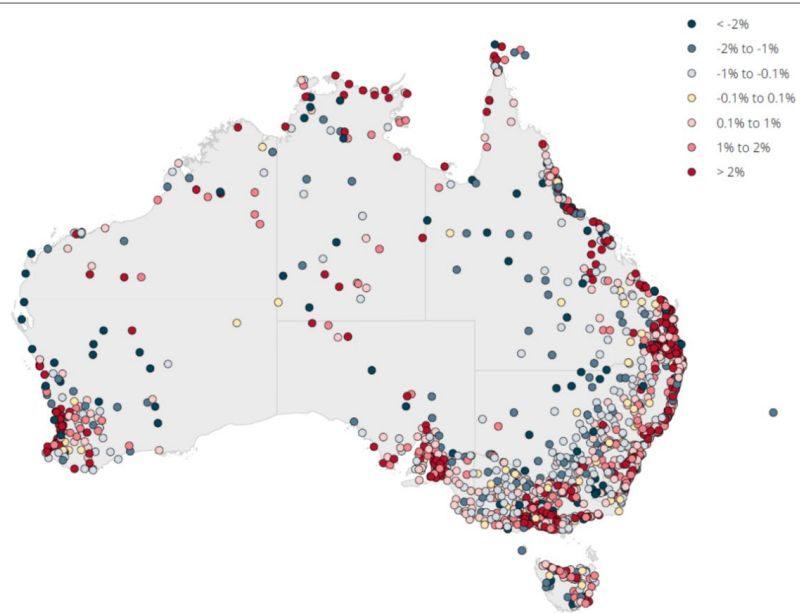 < -2%
-2% to -1%
-1% to -0.1%
-0.1% to 0.1%
0.1% to 1%
1% to 2%
> 2%